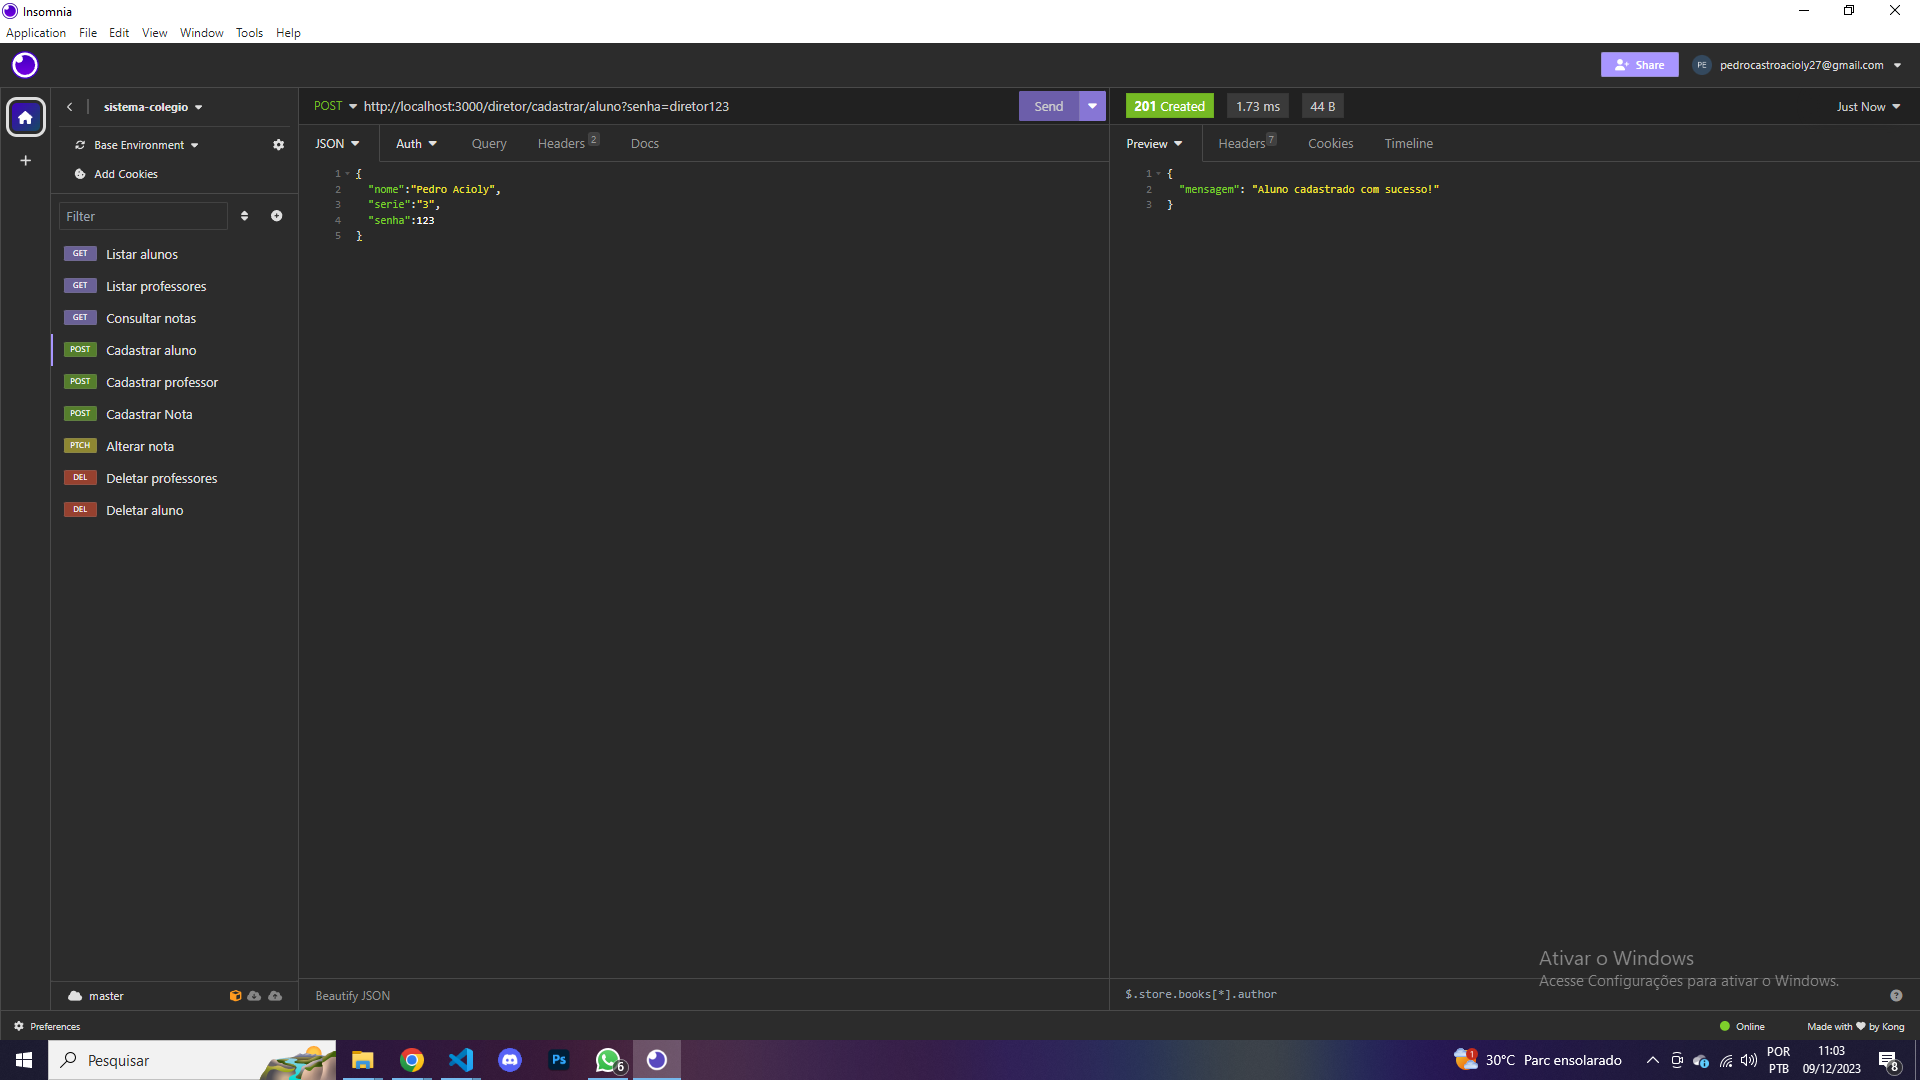 Insomnia
Application File Edit View Window Tools Help
Share PE pedrocastroacioly27@gmail.com
sistema-colegio
POST http://localhost:3000/diretor/cadastrar/aluno?senha=diretor123 Send
201 Created 1.73 ms 44 B Just Now
Base Environment
Add Cookies
JSON Auth Query Headers 2 Docs
Preview Headers 7 Cookies Timeline
Filter
GET Listar alunos
GET Listar professores
GET Consultar notas
POST Cadastrar aluno
POST Cadastrar professor
POST Cadastrar Nota
PTCH Alterar nota
DEL Deletar professores
DEL Deletar aluno
1 {
2 "nome":"Pedro Acioly",
3 "serie":"3",
4 "senha":123
5 }
1 {
2 "mensagem": "Aluno cadastrado com sucesso!"
3 }
Ativar o Windows
Acesse Configurações para ativar o Windows.
master
Beautify JSON
$.store.books[*].author
Preferences
Online Made with ❤ by Kong
Pesquisar
Ps
6
1
30°C Parc ensolarado
POR
PTB
11:03
09/12/2023
8